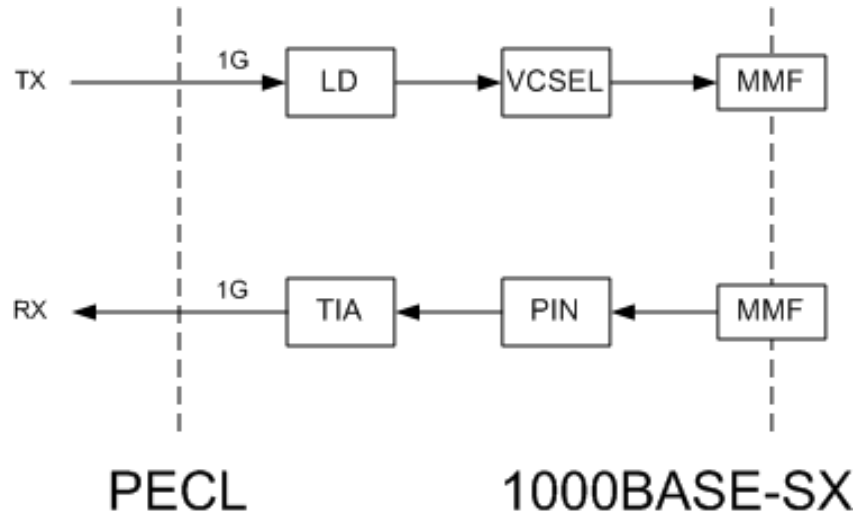 1G
TX LD VCSEL MMF
1G
RX TIA PIN MMF
PECL 1000BASE-SX